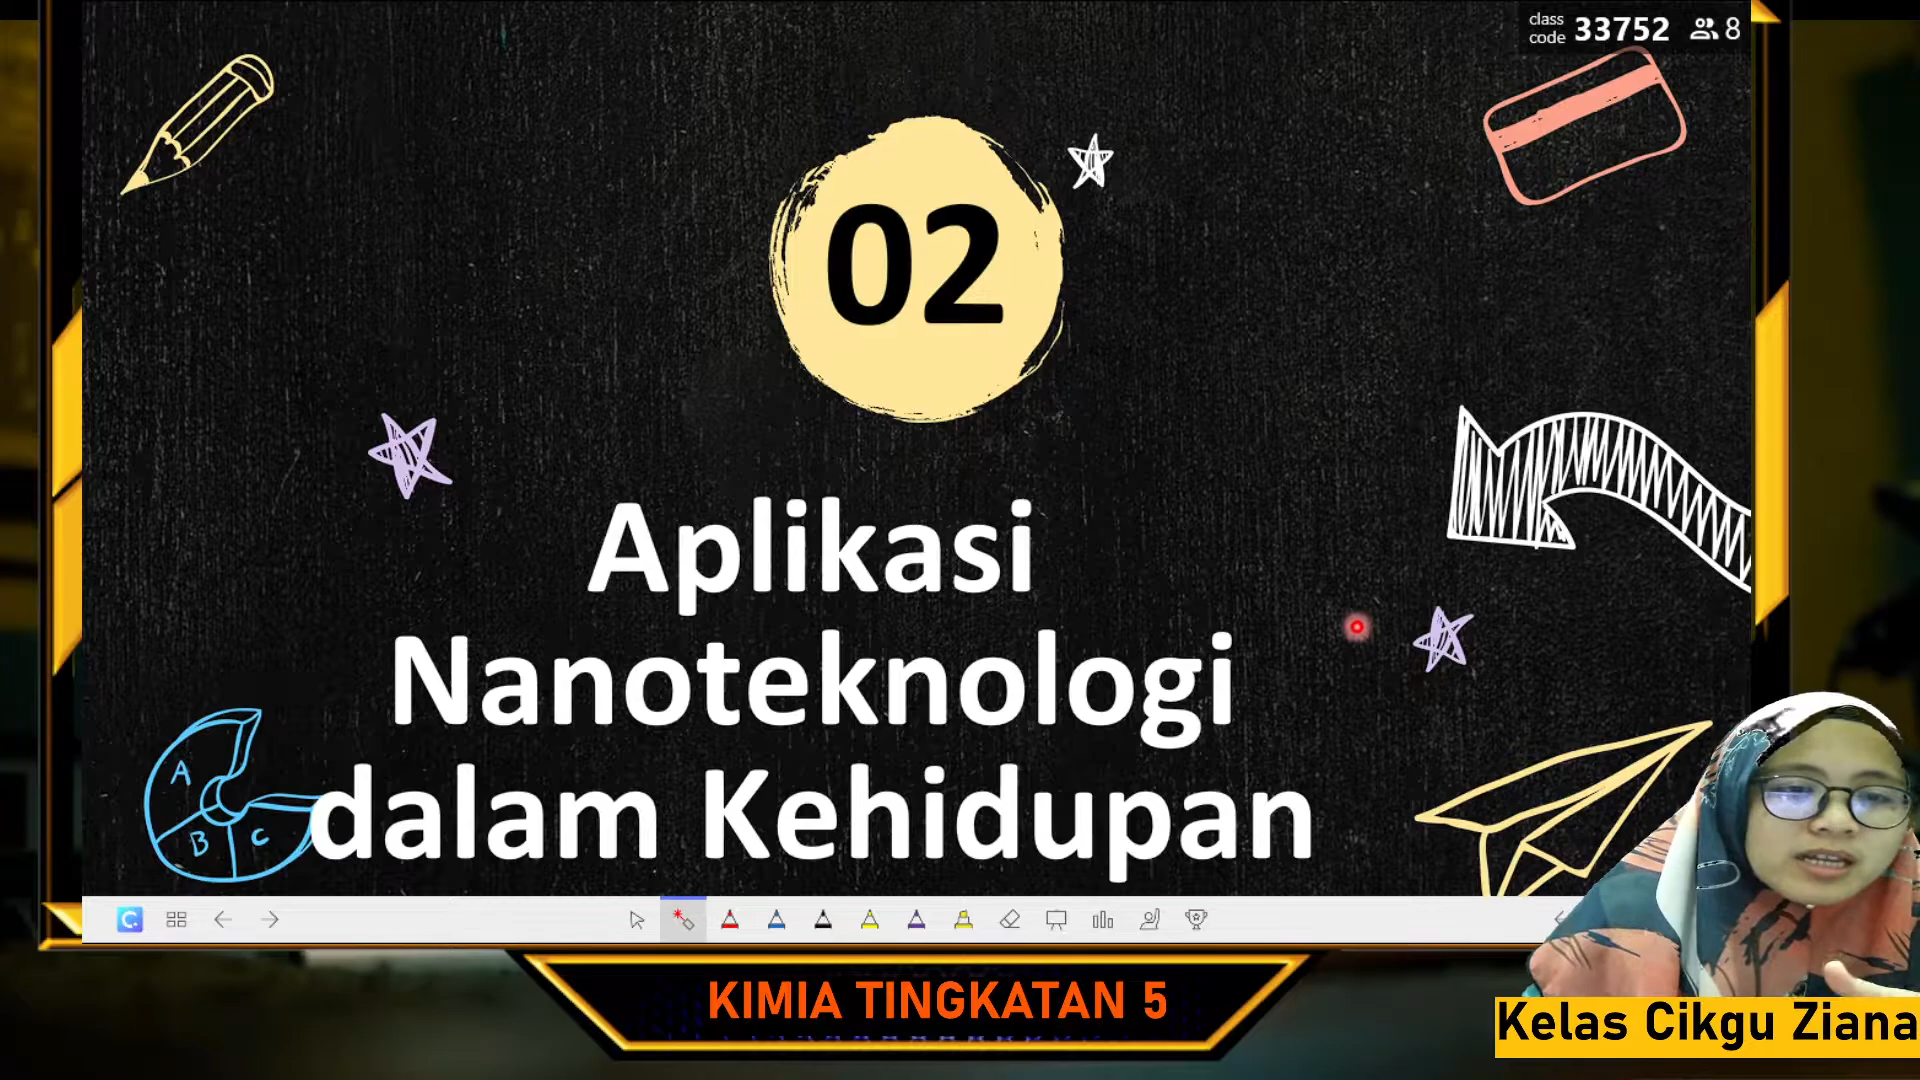 class
code 33752 8
02
Aplikasi
Nanoteknologi
dalam Kehidupan
A
B
C
KIMIA TINGKATAN 5
Kelas Cikgu Ziana